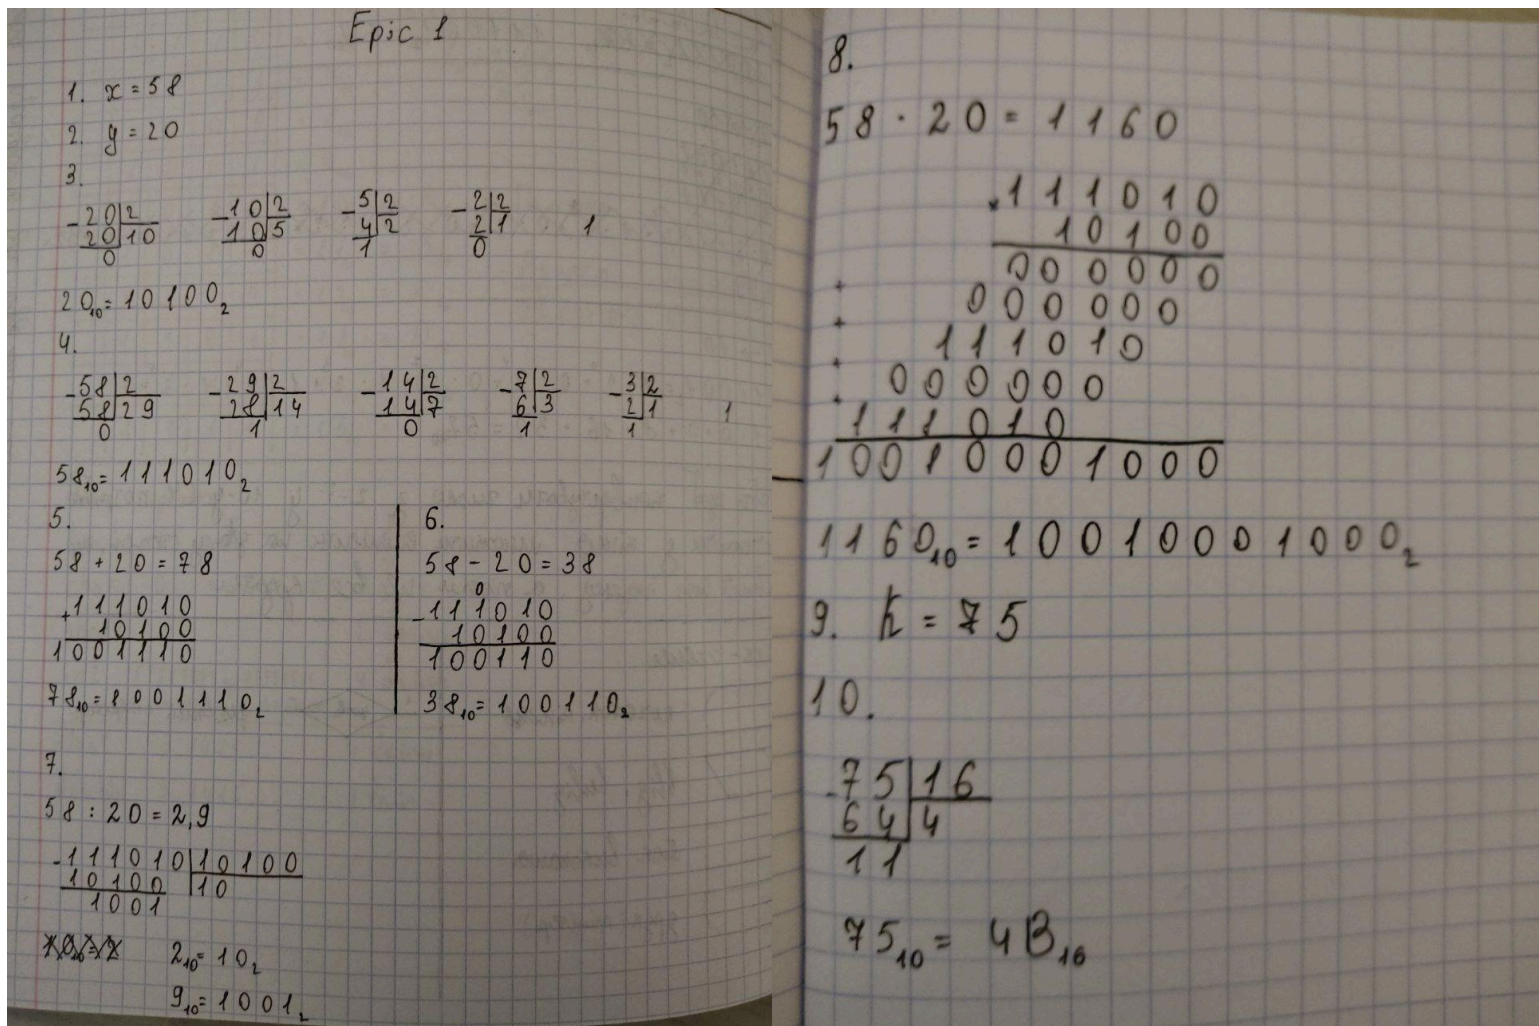 Epic 1
1. x = 58
2. y = 20
3.
-20|2 -10|2 -5|2 -2|2 1
20|10 10|5 4|2 2|1
0 0 1 0
20₁₀ = 10100₂
4.
-58|2 -29|2 -14|2 -7|2 -3|2 1
58|29 28|14 14|7 6|3 2|1
0 1 0 1 1
58₁₀ = 111010₂
5.
58 + 20 = 78
+111010
10100
1001110
78₁₀ = 1001110₂
6.
58 - 20 = 38
0
-111010
10100
100110
38₁₀ = 100110₂
7.
58 : 20 = 2,9
-111010|10100
10100|10
1001
2₁₀ = 10₂
9₁₀ = 1001₂
8.
58 · 20 = 1160
·111010
10100
000000
+ 000000
+ 111010
+ 000000
+ 111010
10010001000
1160₁₀ = 10010001000₂
9. K = 75
10.
-75|16
64|4
11
75₁₀ = 4B₁₆